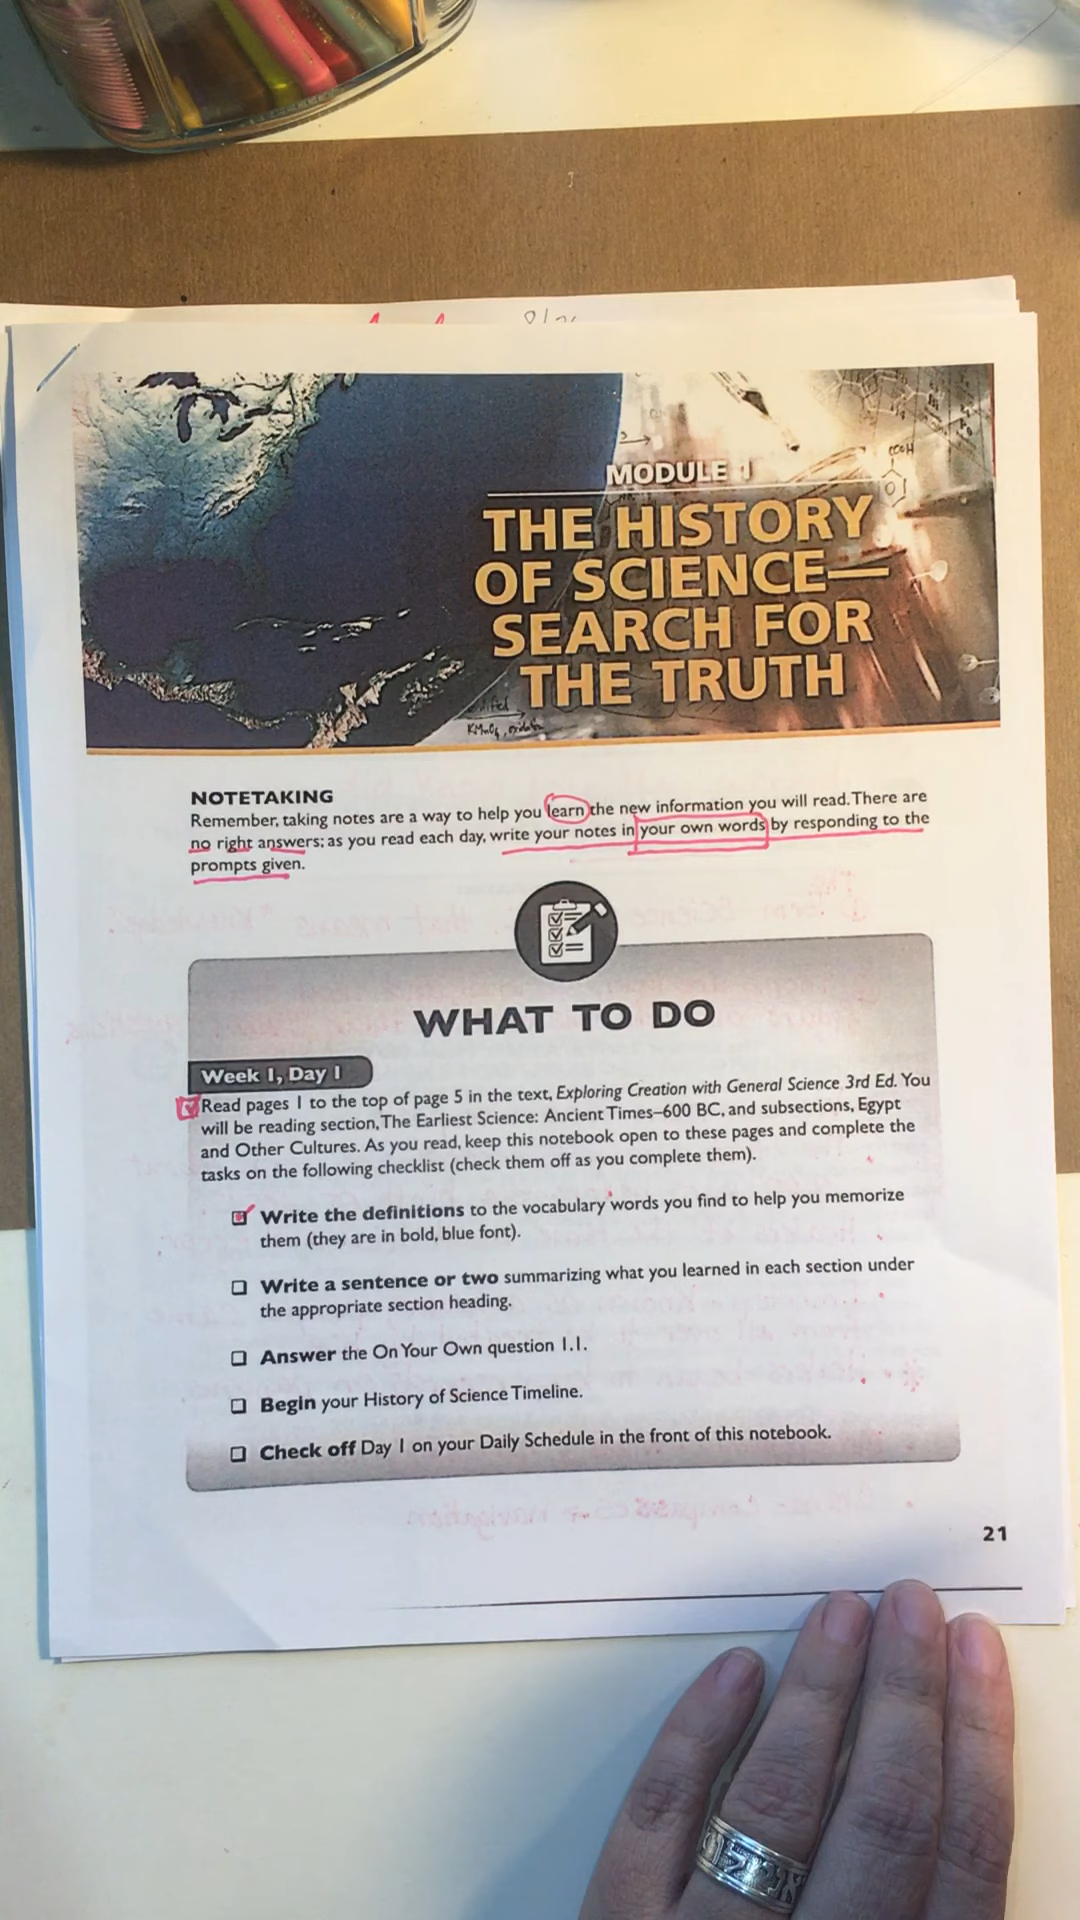 MODULE 1
THE HISTORY
OF SCIENCE—
SEARCH FOR
THE TRUTH
NOTETAKING
Remember, taking notes are a way to help you learn the new information you will read. There are
no right answers; as you read each day, write your notes in your own words by responding to the
prompts given.
WHAT TO DO
Week 1, Day 1
Read pages 1 to the top of page 5 in the text, Exploring Creation with General Science 3rd Ed. You
will be reading section, The Earliest Science: Ancient Times–600 BC, and subsections, Egypt
and Other Cultures. As you read, keep this notebook open to these pages and complete the
tasks on the following checklist (check them off as you complete them).
Write the definitions to the vocabulary words you find to help you memorize
them (they are in bold, blue font).
Write a sentence or two summarizing what you learned in each section under
the appropriate section heading.
Answer the On Your Own question 1.1.
Begin your History of Science Timeline.
Check off Day 1 on your Daily Schedule in the front of this notebook.
21